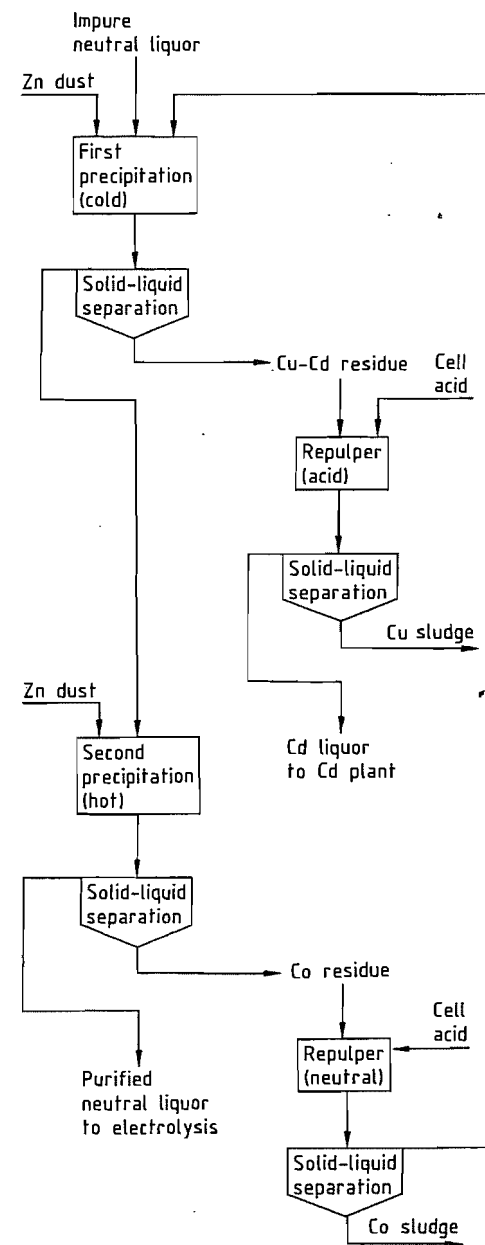 Impure
neutral liquor
Zn dust
First
precipitation
(cold)
Solid-liquid
separation
Cu-Cd residue
Cell
acid
Repulper
(acid)
Solid-liquid
separation
Cu sludge
Cd liquor
to Cd plant
Zn dust
Second
precipitation
(hot)
Solid-liquid
separation
Co residue
Cell
acid
Repulper
(neutral)
Purified
neutral liquor
to electrolysis
Solid-liquid
separation
Co sludge